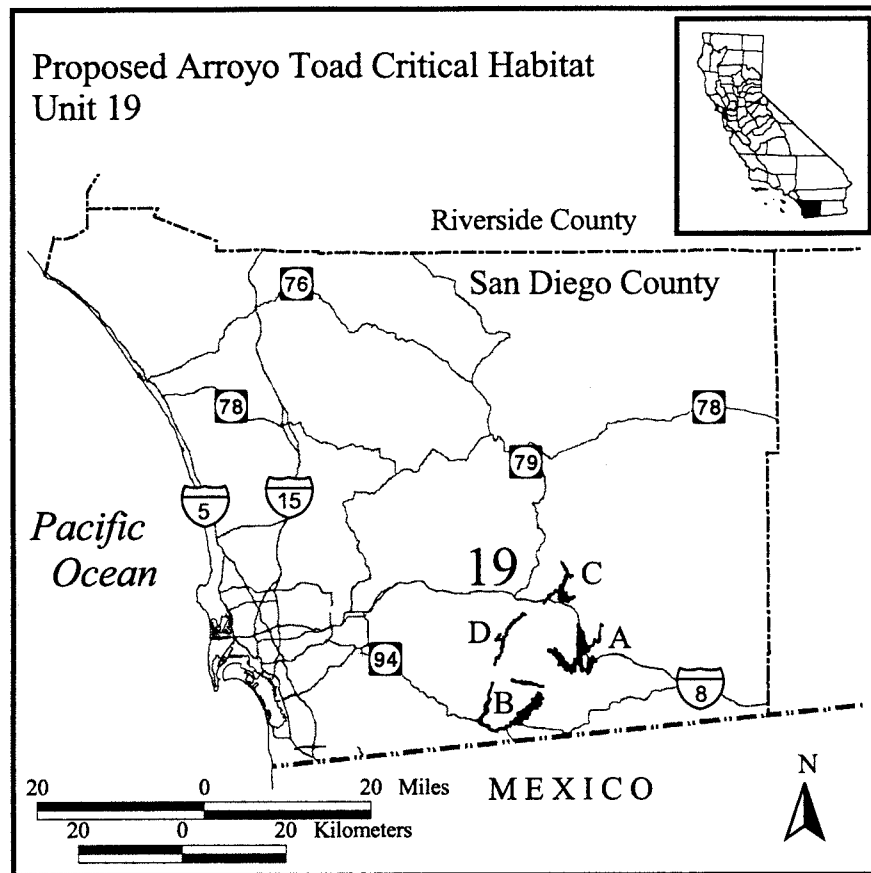 Proposed Arroyo Toad Critical Habitat
Unit 19
Riverside County
San Diego County
76
78
78
79
5
15
Pacific
Ocean
19
C
D
A
94
B
8
MEXICO
N
20 0 20 Miles
20 0 20 Kilometers